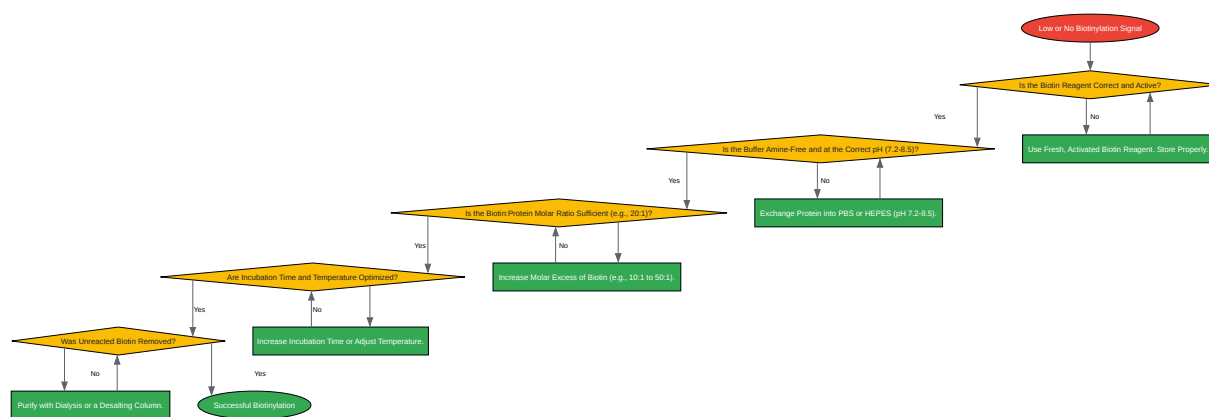 Low or No Biotinylation Signal
Is the Biotin Reagent Correct and Active?
Yes
No
Use Fresh, Activated Biotin Reagent. Store Properly.
Is the Buffer Amine-Free and at the Correct pH (7.2-8.5)?
Yes
No
Exchange Protein into PBS or HEPES (pH 7.2-8.5).
Is the Biotin:Protein Molar Ratio Sufficient (e.g., 20:1)?
Yes
No
Increase Molar Excess of Biotin (e.g., 10:1 to 50:1).
Are Incubation Time and Temperature Optimized?
Yes
No
Increase Incubation Time or Adjust Temperature.
Was Unreacted Biotin Removed?
No
Yes
Purify with Dialysis or a Desalting Column.
Successful Biotinylation